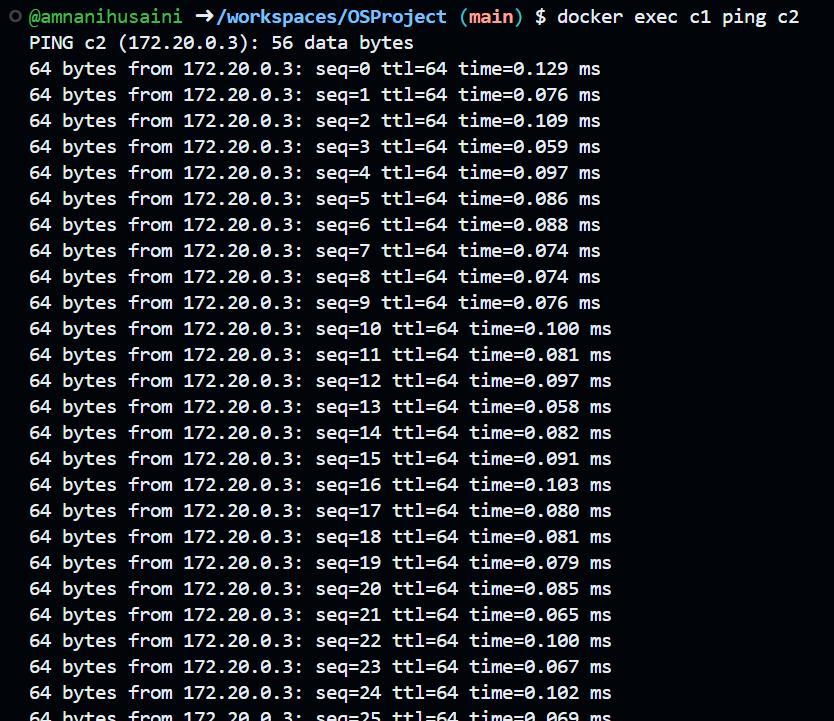 @amnanihusaini ➜/workspaces/OSProject (main) $ docker exec c1 ping c2
PING c2 (172.20.0.3): 56 data bytes
64 bytes from 172.20.0.3: seq=0 ttl=64 time=0.129 ms
64 bytes from 172.20.0.3: seq=1 ttl=64 time=0.076 ms
64 bytes from 172.20.0.3: seq=2 ttl=64 time=0.109 ms
64 bytes from 172.20.0.3: seq=3 ttl=64 time=0.059 ms
64 bytes from 172.20.0.3: seq=4 ttl=64 time=0.097 ms
64 bytes from 172.20.0.3: seq=5 ttl=64 time=0.086 ms
64 bytes from 172.20.0.3: seq=6 ttl=64 time=0.088 ms
64 bytes from 172.20.0.3: seq=7 ttl=64 time=0.074 ms
64 bytes from 172.20.0.3: seq=8 ttl=64 time=0.074 ms
64 bytes from 172.20.0.3: seq=9 ttl=64 time=0.076 ms
64 bytes from 172.20.0.3: seq=10 ttl=64 time=0.100 ms
64 bytes from 172.20.0.3: seq=11 ttl=64 time=0.081 ms
64 bytes from 172.20.0.3: seq=12 ttl=64 time=0.097 ms
64 bytes from 172.20.0.3: seq=13 ttl=64 time=0.058 ms
64 bytes from 172.20.0.3: seq=14 ttl=64 time=0.082 ms
64 bytes from 172.20.0.3: seq=15 ttl=64 time=0.091 ms
64 bytes from 172.20.0.3: seq=16 ttl=64 time=0.103 ms
64 bytes from 172.20.0.3: seq=17 ttl=64 time=0.080 ms
64 bytes from 172.20.0.3: seq=18 ttl=64 time=0.081 ms
64 bytes from 172.20.0.3: seq=19 ttl=64 time=0.079 ms
64 bytes from 172.20.0.3: seq=20 ttl=64 time=0.085 ms
64 bytes from 172.20.0.3: seq=21 ttl=64 time=0.065 ms
64 bytes from 172.20.0.3: seq=22 ttl=64 time=0.100 ms
64 bytes from 172.20.0.3: seq=23 ttl=64 time=0.067 ms
64 bytes from 172.20.0.3: seq=24 ttl=64 time=0.102 ms
64 bytes from 172.20.0.3: seq=25 ttl=64 time=0.069 ms